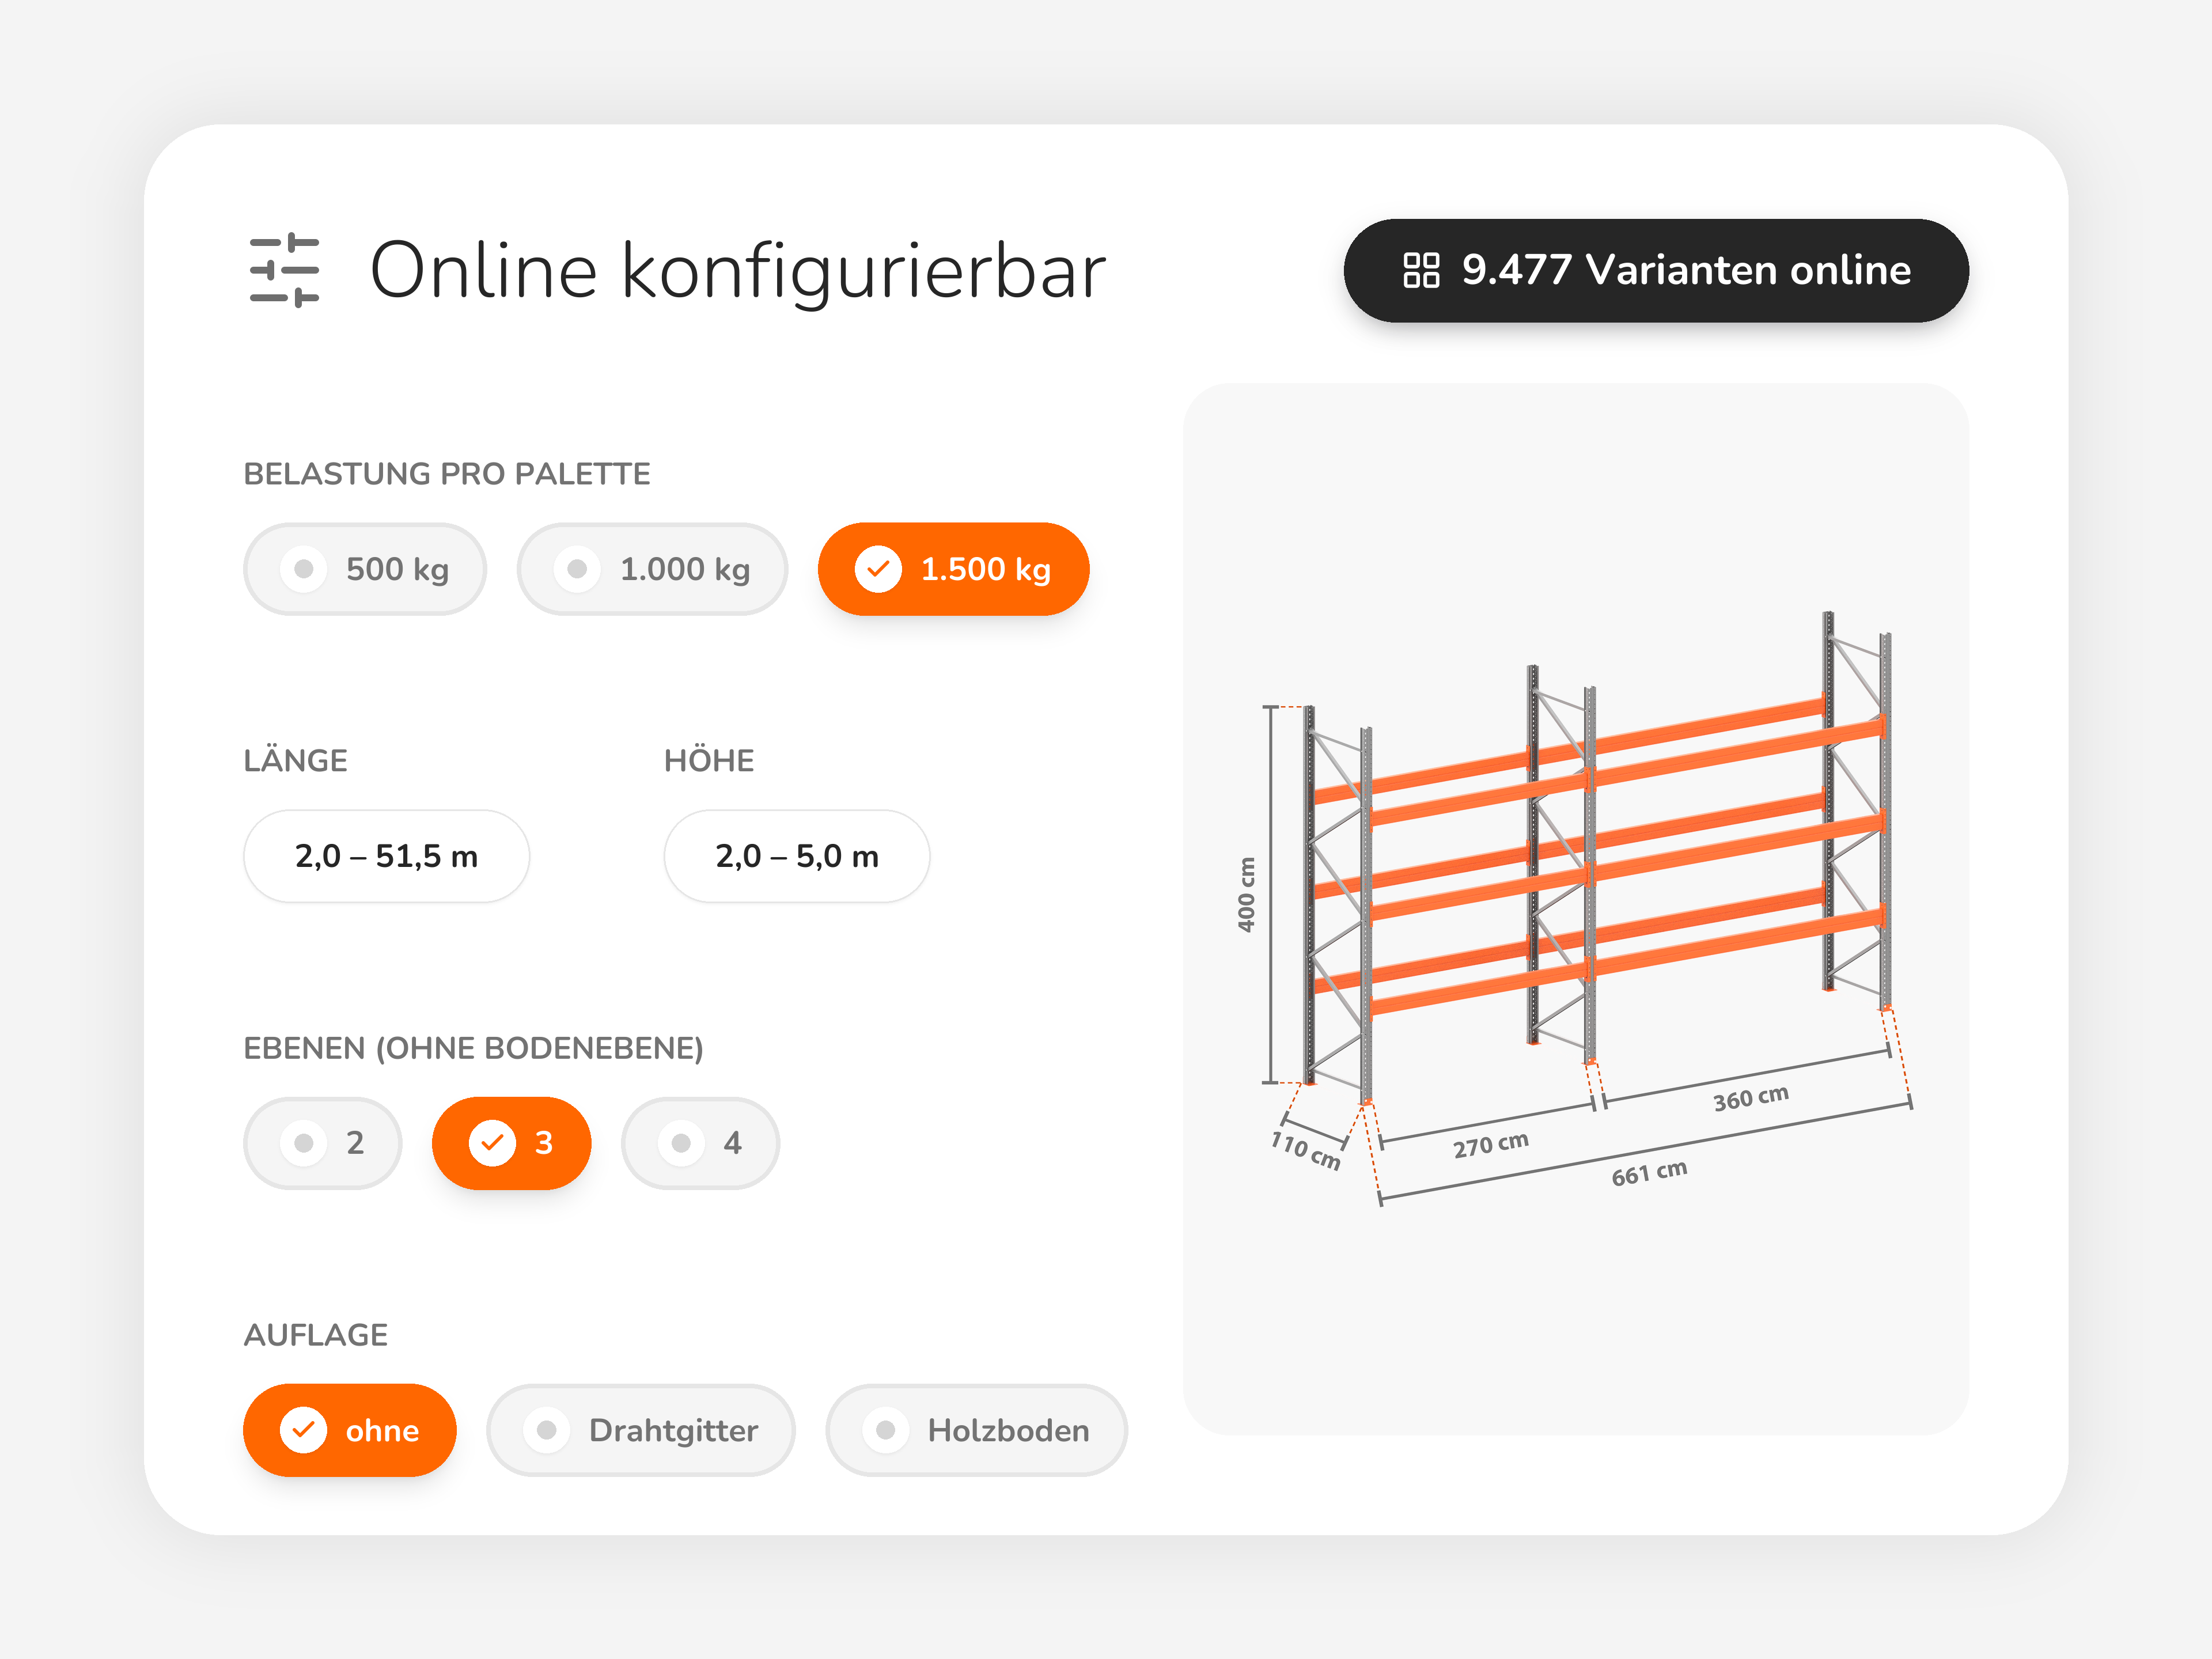 Online konfigurierbar
9.477 Varianten online
BELASTUNG PRO PALETTE
500 kg
1.000 kg
1.500 kg
LÄNGE
HÖHE
2,0 – 51,5 m
2,0 – 5,0 m
EBENEN (OHNE BODENEBENE)
2
3
4
AUFLAGE
ohne
Drahtgitter
Holzboden
400 cm
110 cm
270 cm
360 cm
661 cm